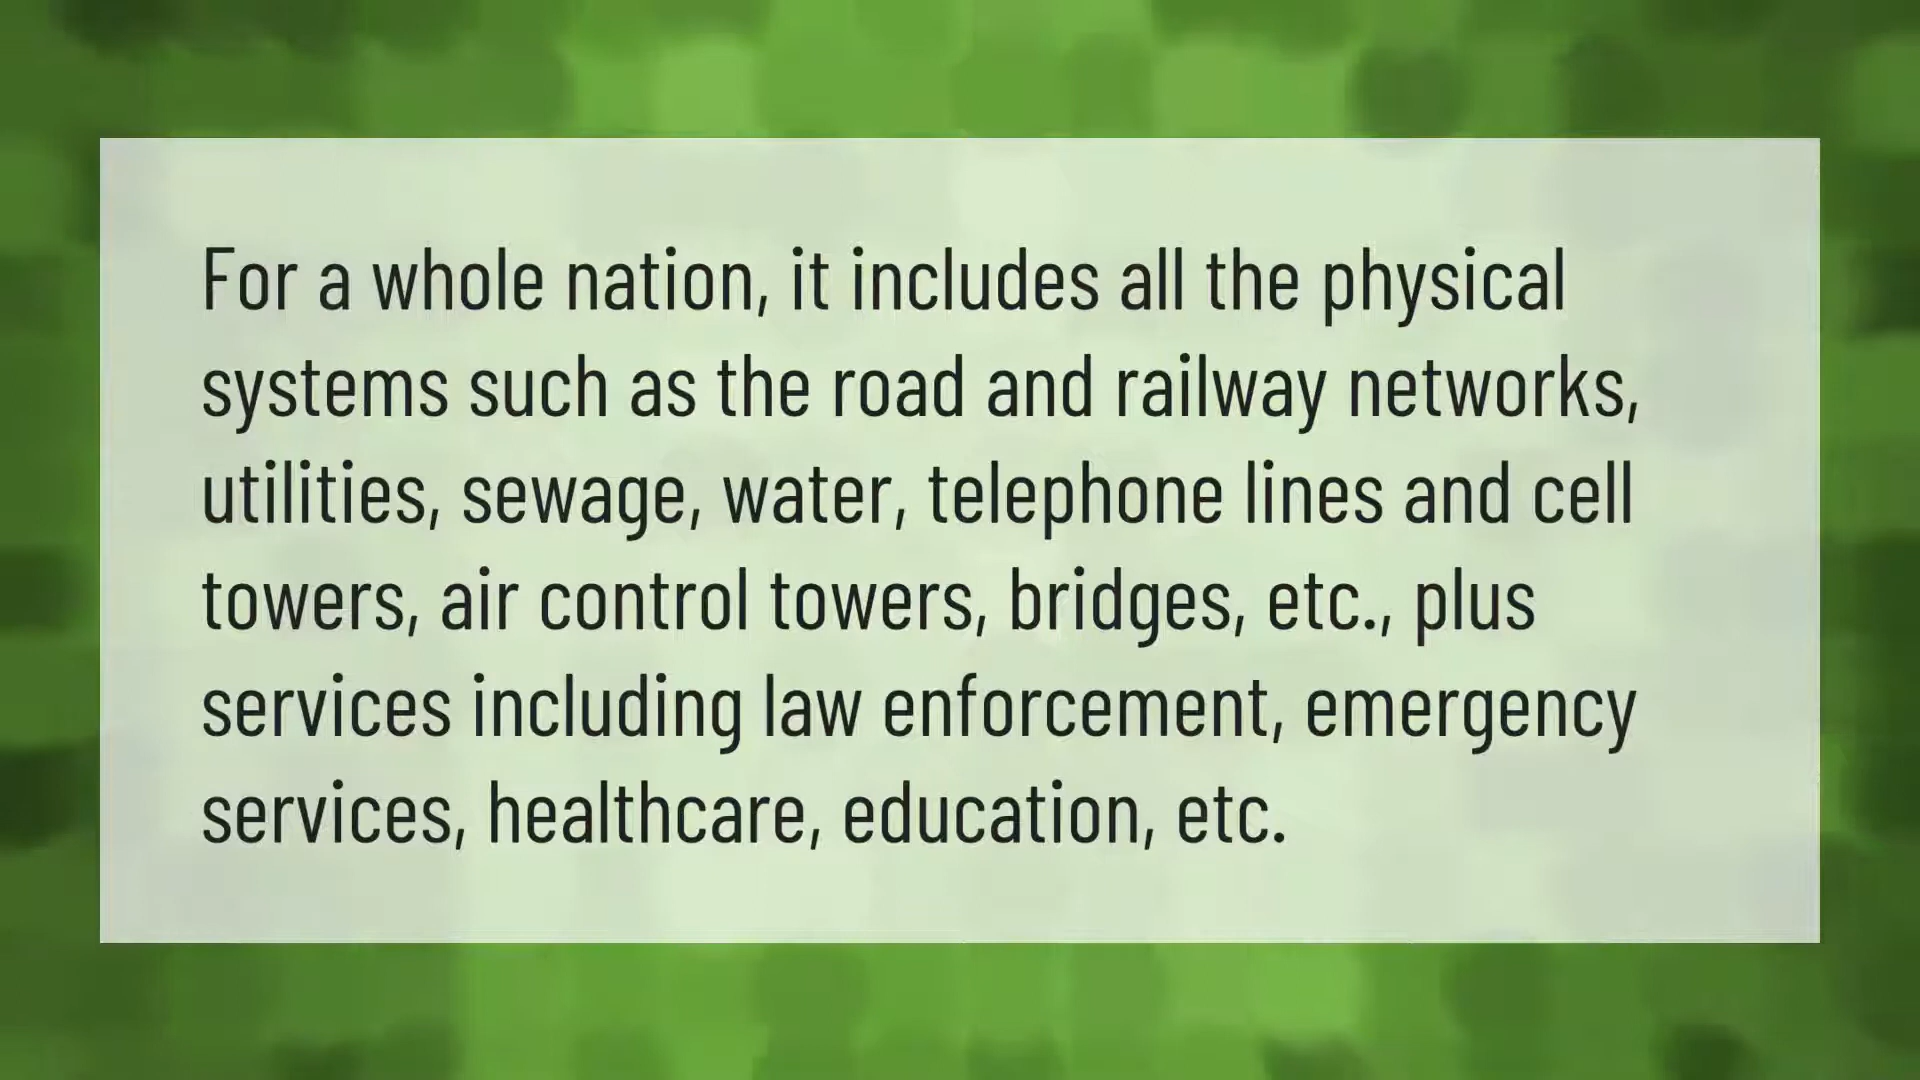 For a whole nation, it includes all the physical
systems such as the road and railway networks,
utilities, sewage, water, telephone lines and cell
towers, air control towers, bridges, etc., plus
services including law enforcement, emergency
services, healthcare, education, etc.